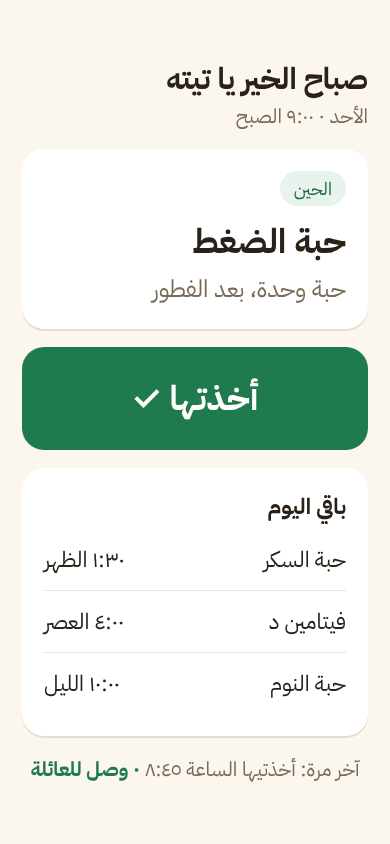 صباح الخير يا تيته
الأحد · ٩:٠٠ الصبح
الحين
حبة الضغط
حبة وحدة، بعد الفطور
أخذتها ✓
باقي اليوم
حبة السكر ١:٣٠ الظهر
فيتامين د ٤:٠٠ العصر
حبة النوم ١٠:٠٠ الليل
آخر مرة: أخذتيها الساعة ٨:٤٥ · وصل للعائلة